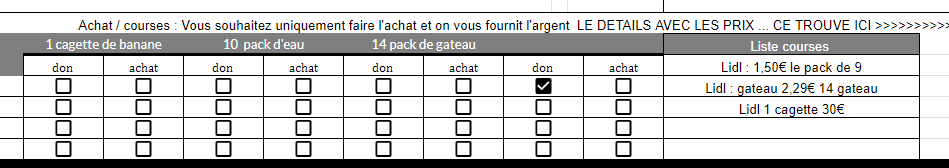 Achat / courses : Vous souhaitez uniquement faire l'achat et on vous fournit l'argent LE DETAILS AVEC LES PRIX ... CE TROUVE ICI >>>>>>>>>
1 cagette de banane 10 pack d'eau 14 pack de gateau Liste courses
don achat don achat don achat don achat Lidl : 1,50€ le pack de 9
Lidl : gateau 2,29€ 14 gateau
Lidl 1 cagette 30€